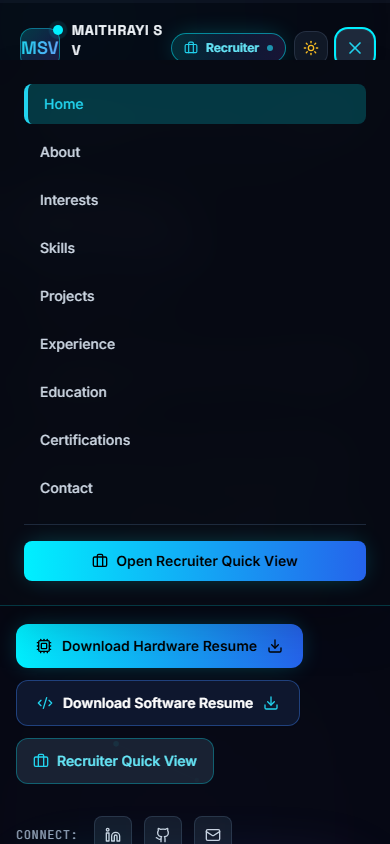 MSV
MAITHRAYI S
V
Recruiter
Home
About
Interests
Skills
Projects
Experience
Education
Certifications
Contact
Open Recruiter Quick View
Download Hardware Resume
Download Software Resume
Recruiter Quick View
CONNECT: